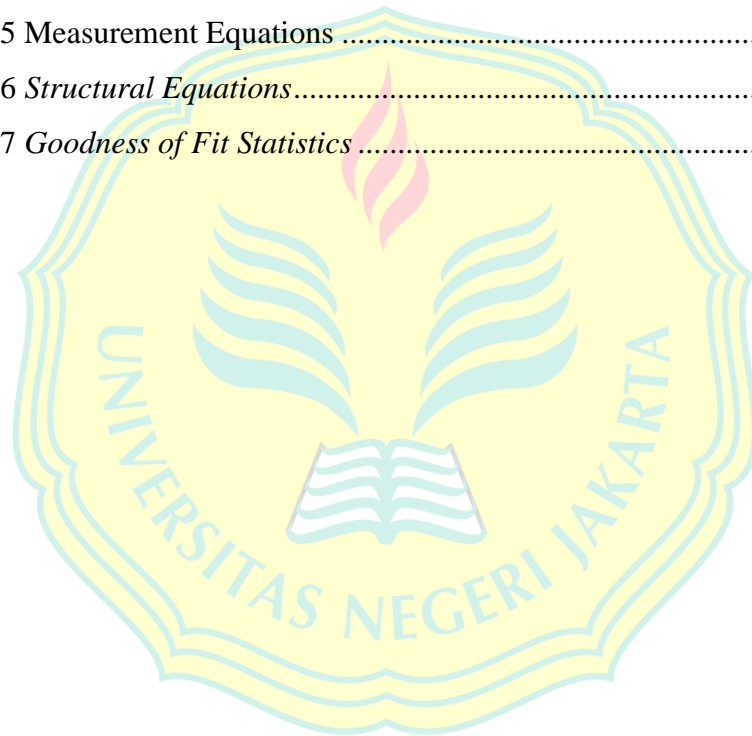 5 Measurement Equations ....................................................
6 Structural Equations..........................................................
7 Goodness of Fit Statistics ..................................................
UNIVERSITAS NEGERI JAKARTA